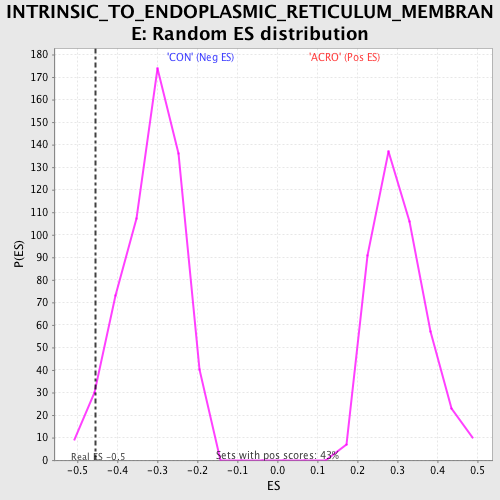 INTRINSIC_TO_ENDOPLASMIC_RETICULUM_MEMBRAN
E: Random ES distribution
'CON' (Neg ES) 'ACRO' (Pos ES)
180
170
160
150
140
130
120
110
100
90
80
70
60
50
40
30
20
10
0
P(ES)
Real ES -0,5 Sets with pos scores: 43%
-0.5 -0.4 -0.3 -0.2 -0.1 0.0 0.1 0.2 0.3 0.4 0.5
ES